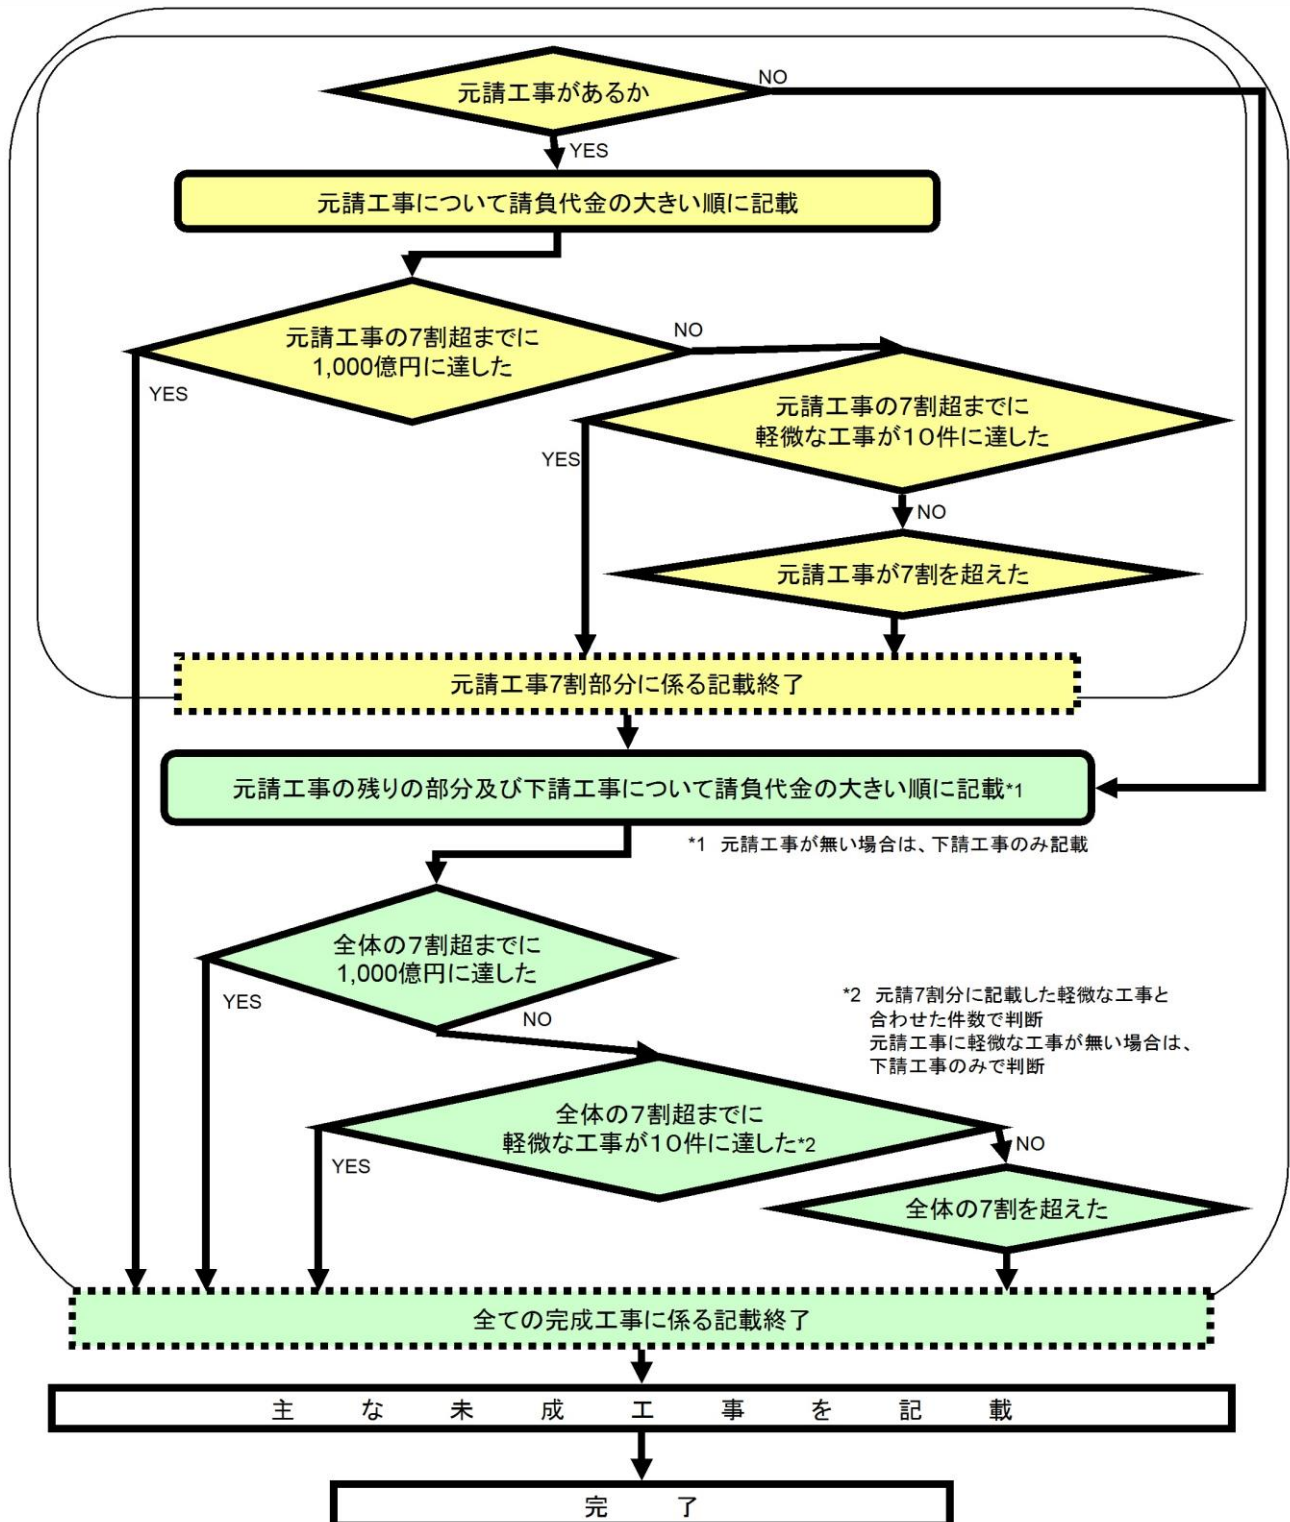 元請工事があるか
NO
YES
元請工事について請負代金の大きい順に記載
元請工事の7割超までに
1,000億円に達した
NO
YES
元請工事の7割超までに
軽微な工事が10件に達した
YES
NO
元請工事が7割を超えた
元請工事7割部分に係る記載終了
元請工事の残りの部分及び下請工事について請負代金の大きい順に記載*1
*1 元請工事が無い場合は、下請工事のみ記載
全体の7割超までに
1,000億円に達した
YES
NO
*2 元請7割分に記載した軽微な工事と
合わせた件数で判断
元請工事に軽微な工事が無い場合は、
下請工事のみで判断
全体の7割超までに
軽微な工事が10件に達した*2
YES
NO
全体の7割を超えた
全ての完成工事に係る記載終了
主な未成工事を記載
完了